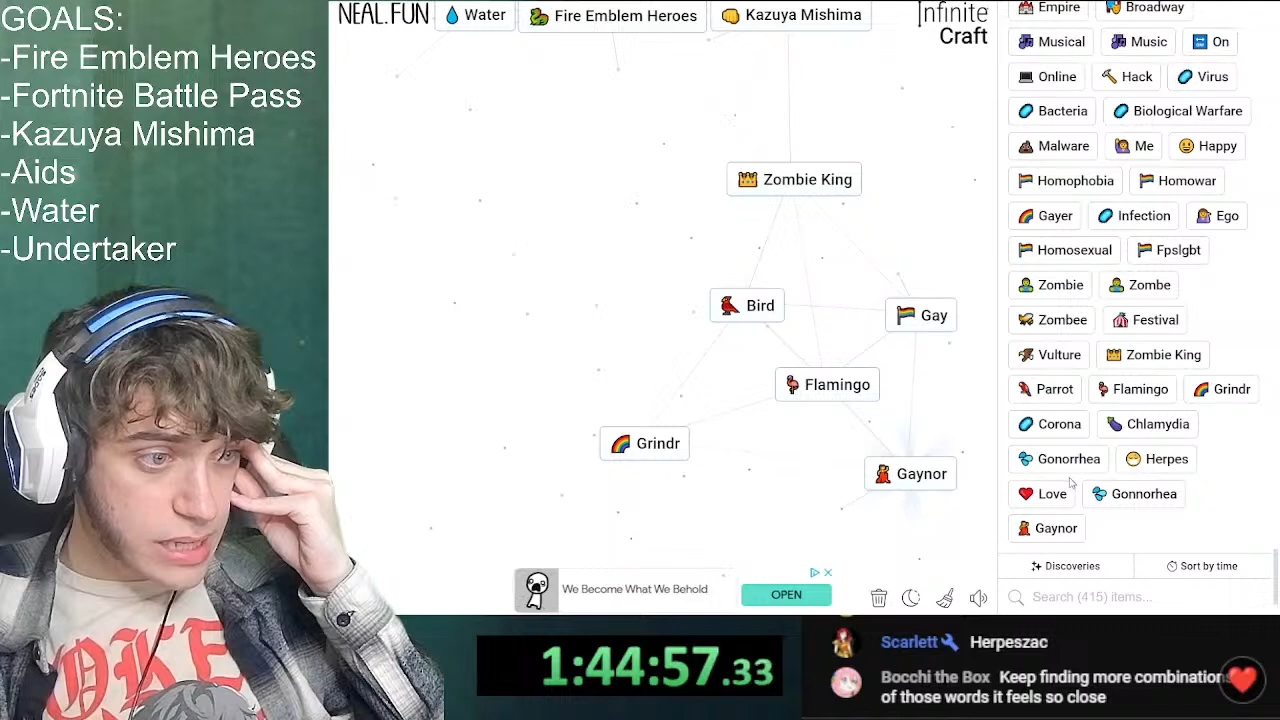 GOALS:
-Fire Emblem Heroes
-Fortnite Battle Pass
-Kazuya Mishima
-Aids
-Water
-Undertaker
NEAL.FUN
Water
Fire Emblem Heroes
Kazuya Mishima
Infinite
Craft
Zombie King
Bird
Gay
Flamingo
Grindr
Gaynor
We Become What We Behold
OPEN
Empire Broadway
Musical Music On
Online Hack Virus
Bacteria Biological Warfare
Malware Me Happy
Homophobia Homowar
Gayer Infection Ego
Homosexual Fpslgbt
Zombie Zombe
Zombee Festival
Vulture Zombie King
Parrot Flamingo Grindr
Corona Chlamydia
Gonorrhea Herpes
Love Gonnorhea
Gaynor
Discoveries Sort by time
Search (415) items...
1:44:57.33
Scarlett Herpeszac
Bocchi the Box Keep finding more combinations
of those words it feels so close